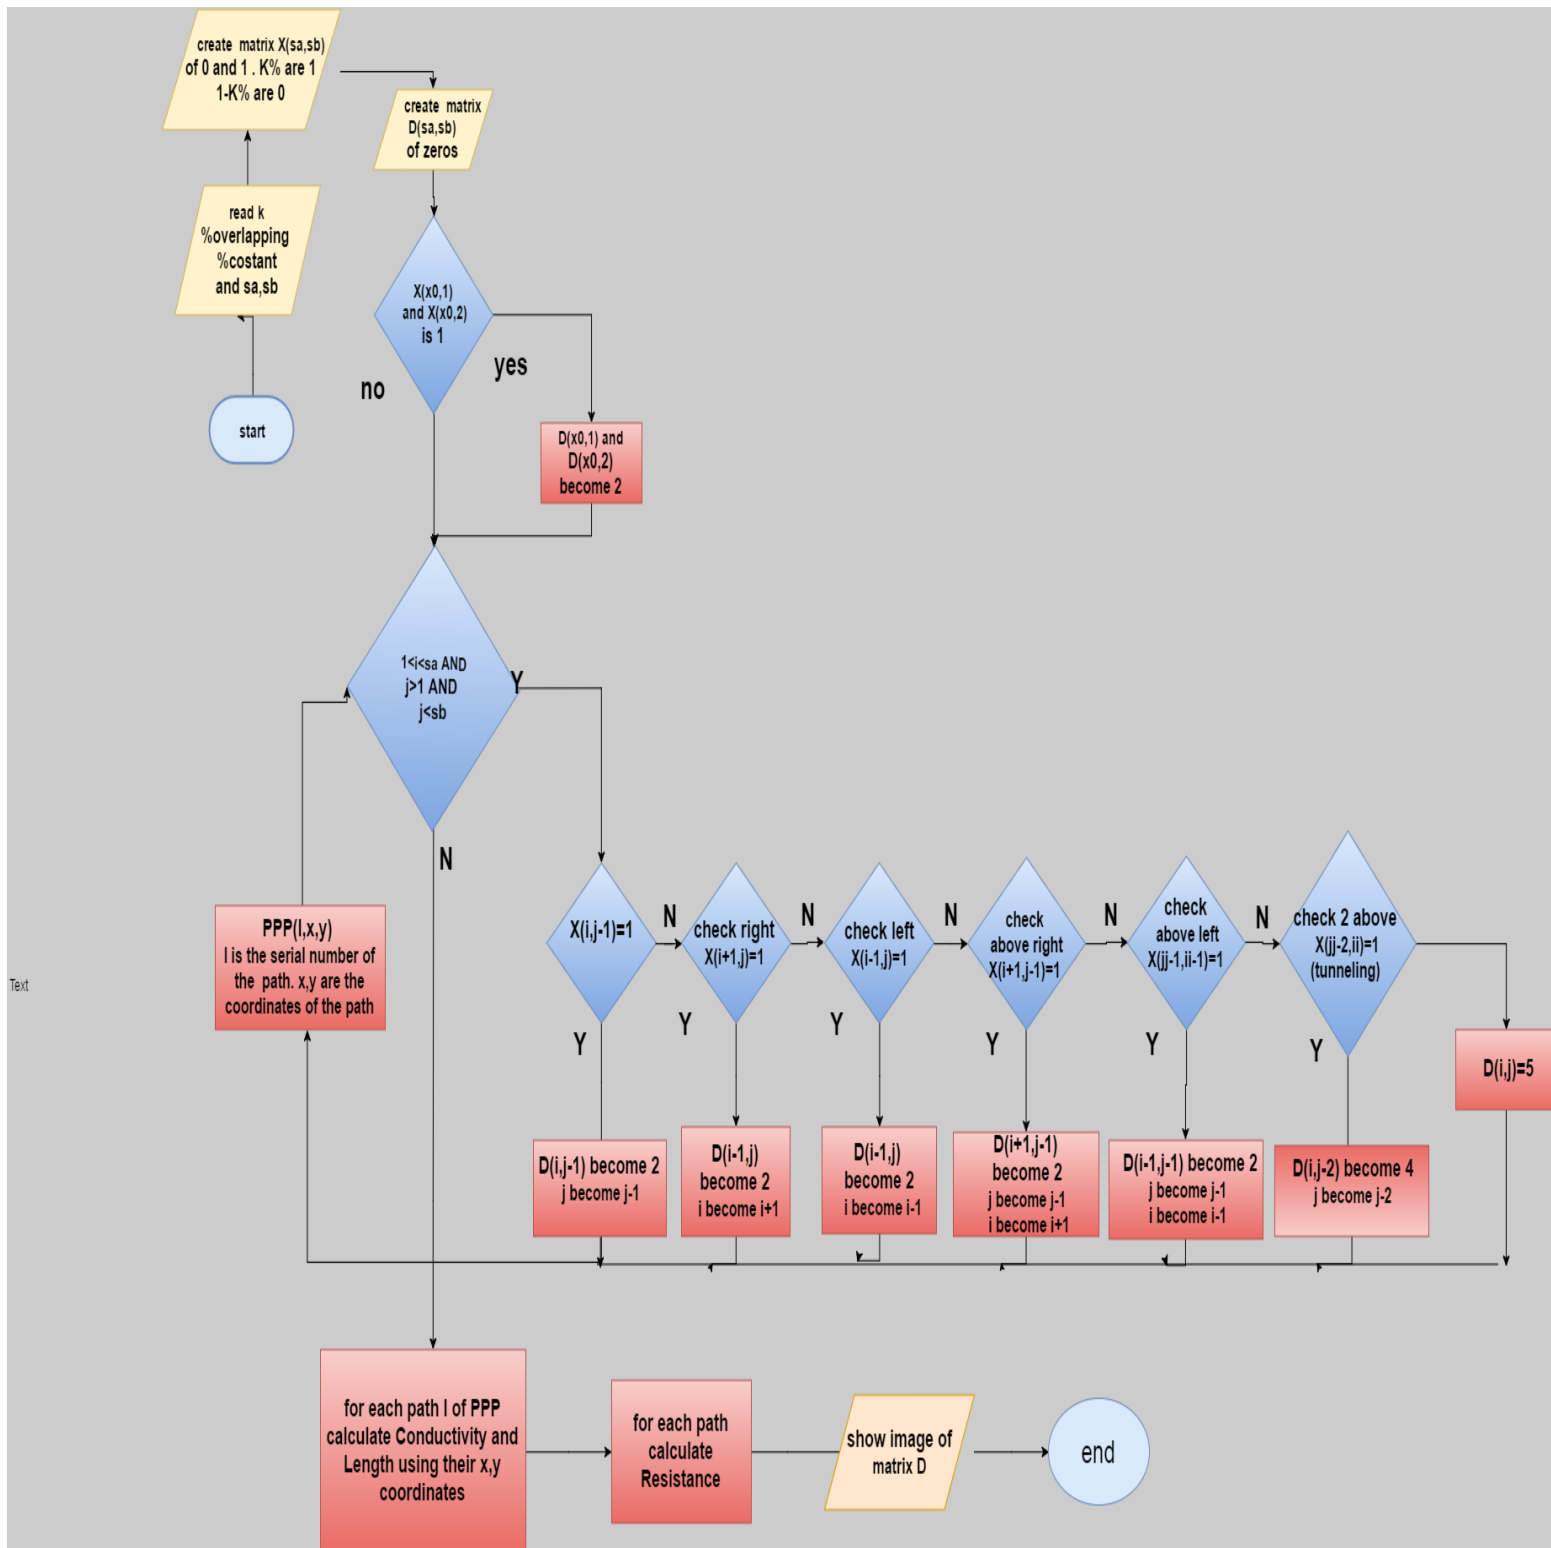 create matrix X(sa,sb)
of 0 and 1 . K% are 1
1-K% are 0
create matrix
D(sa,sb)
of zeros
read k
%overlapping
%costant
and sa,sb
start
X(x0,1)
and X(x0,2)
is 1
no
yes
D(x0,1) and
D(x0,2)
become 2
1<i<sa AND
j>1 AND
j<sb
Y
N
PPP(l,x,y)
l is the serial number of
the path. x,y are the
coordinates of the path
Text
X(i,j-1)=1
N
check right
X(i+1,j)=1
N
check left
X(i-1,j)=1
N
check
above right
X(i+1,j-1)=1
N
check
above left
X(jj-1,ii-1)=1
N
check 2 above
X(jj-2,ii)=1
(tunneling)
Y
Y
Y
Y
Y
Y
D(i,j)=5
D(i,j-1) become 2
j become j-1
D(i-1,j)
become 2
i become i+1
D(i-1,j)
become 2
i become i-1
D(i+1,j-1)
become 2
j become j-1
i become i+1
D(i-1,j-1) become 2
j become j-1
i become i-1
D(i,j-2) become 4
j become j-2
for each path l of PPP
calculate Conductivity and
Length using their x,y
coordinates
for each path
calculate
Resistance
show image of
matrix D
end